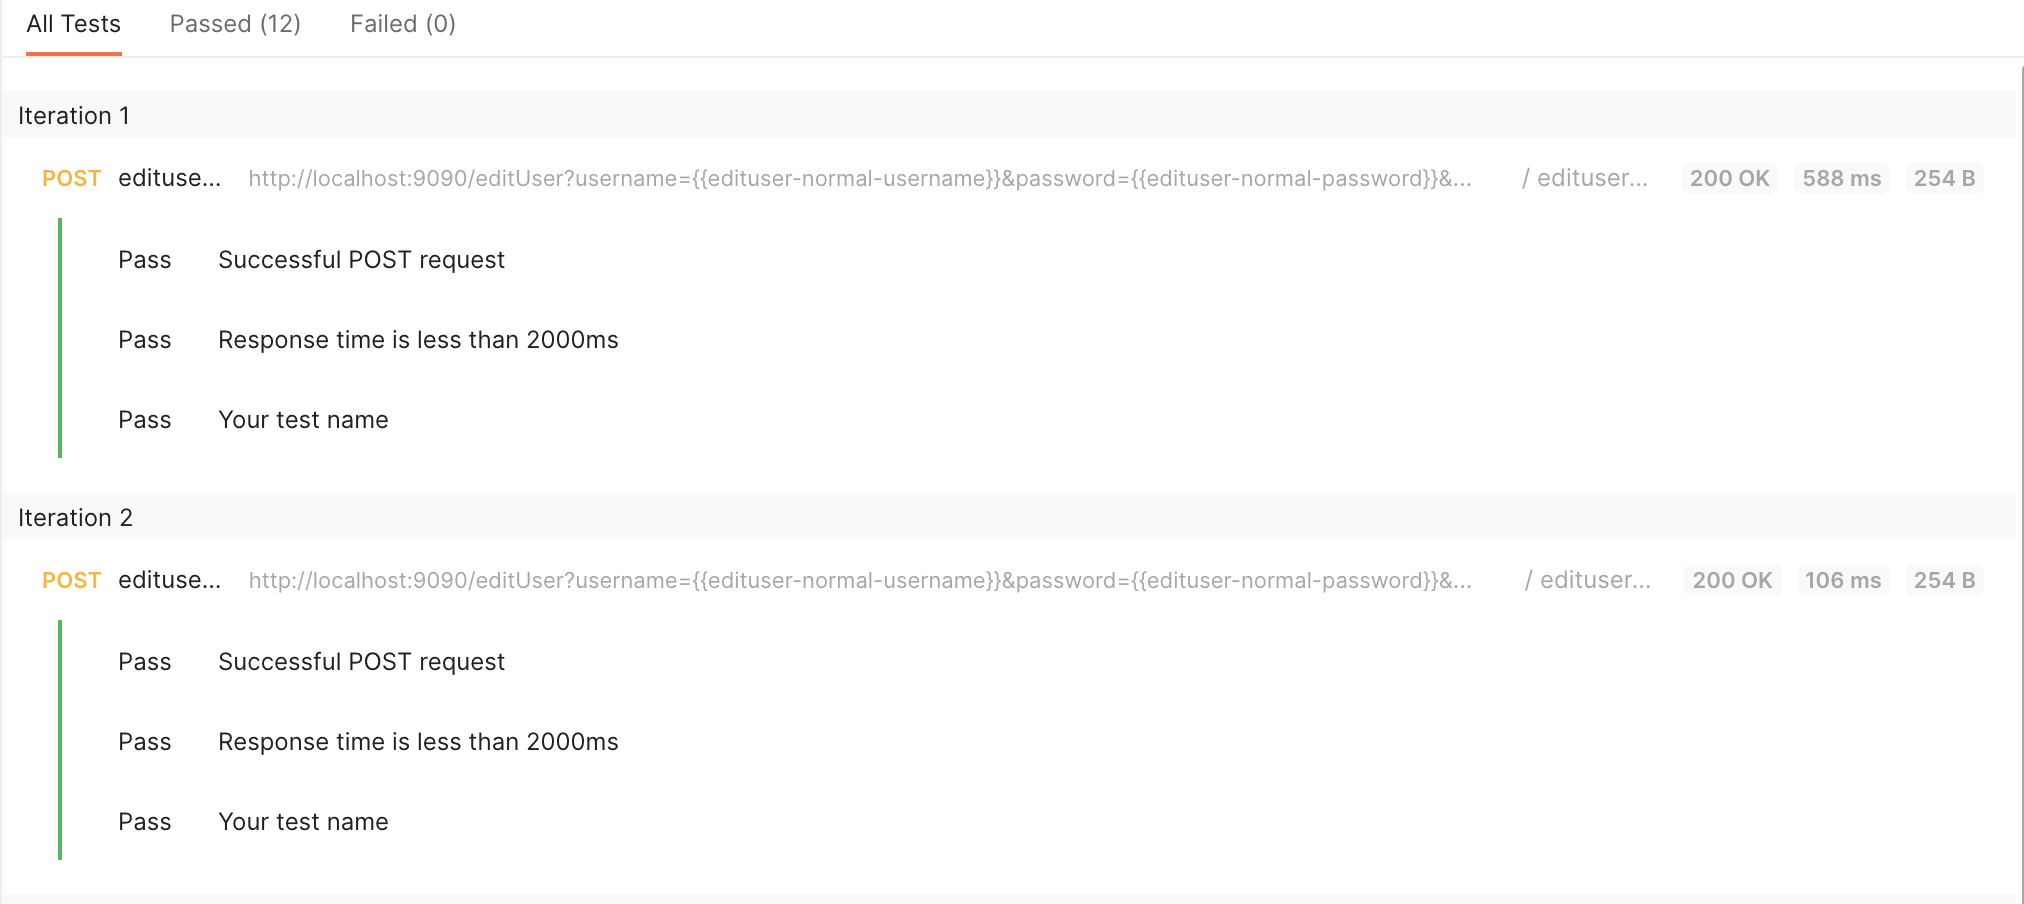 All Tests Passed (12) Failed (0)
Iteration 1
POST edituse... http://localhost:9090/editUser?username={{edituser-normal-username}}&password={{edituser-normal-password}}&... / edituser... 200 OK 588 ms 254 B
Pass Successful POST request
Pass Response time is less than 2000ms
Pass Your test name
Iteration 2
POST edituse... http://localhost:9090/editUser?username={{edituser-normal-username}}&password={{edituser-normal-password}}&... / edituser... 200 OK 106 ms 254 B
Pass Successful POST request
Pass Response time is less than 2000ms
Pass Your test name